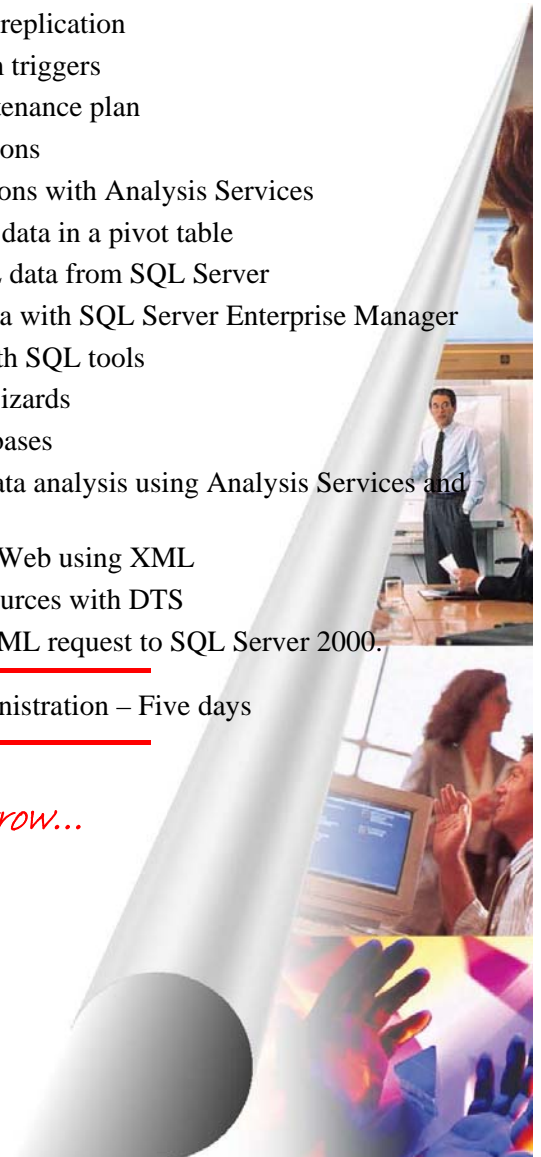 replication
triggers
tenance plan
ons
ons with Analysis Services
data in a pivot table
data from SQL Server
a with SQL Server Enterprise Manager
th SQL tools
izards
bases
ata analysis using Analysis Services and
Web using XML
urces with DTS
ML request to SQL Server 2000.
nistration – Five days
row...